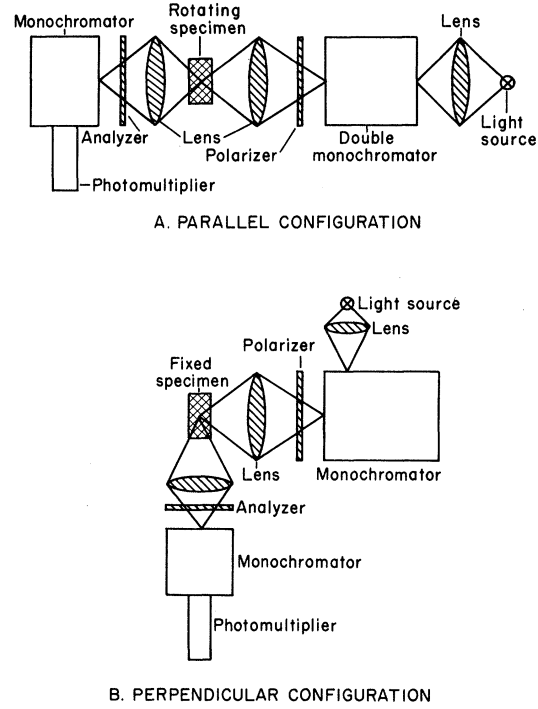 Monochromator
Rotating
specimen
Lens
Analyzer
Lens
Polarizer
Double
monochromator
Light
source
Photomultiplier
A. PARALLEL CONFIGURATION
Light source
Lens
Polarizer
Fixed
specimen
Lens
Monochromator
Analyzer
Monochromator
Photomultiplier
B. PERPENDICULAR CONFIGURATION